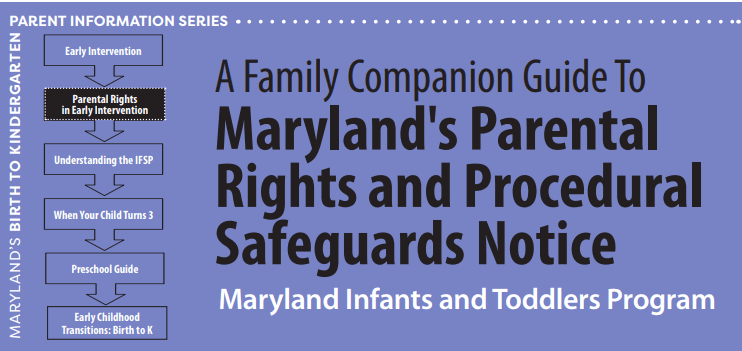 PARENT INFORMATION SERIES
MARYLAND'S BIRTH TO KINDERGARTEN
Early Intervention
Parental Rights
in Early Intervention
Understanding the IFSP
When Your Child Turns 3
Preschool Guide
Early Childhood
Transitions: Birth to K
A Family Companion Guide To
Maryland's Parental
Rights and Procedural
Safeguards Notice
Maryland Infants and Toddlers Program